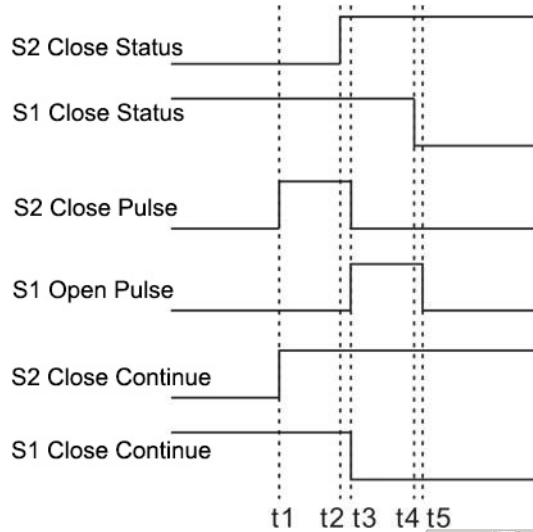 S2 Close Status
S1 Close Status
S2 Close Pulse
S1 Open Pulse
S2 Close Continue
S1 Close Continue
t1 t2 t3 t4 t5